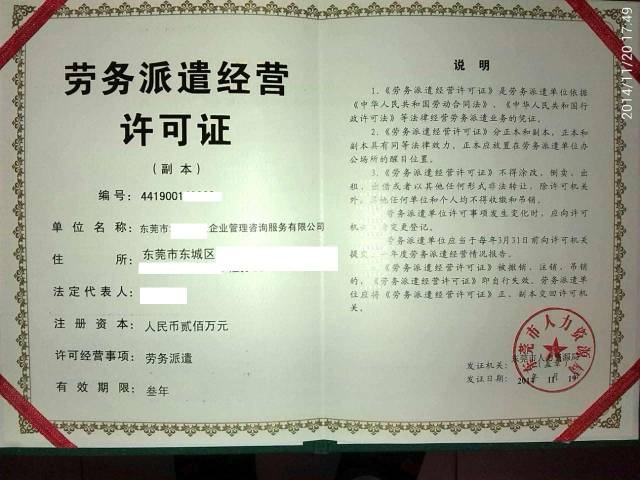 劳务派遣经营
许可证
(副本)
编号: 4419001
单位名称: 东莞市 企业管理咨询服务有限公司
住所: 东莞市东城区
法定代表人:
注册资本: 人民币贰佰万元
许可经营事项: 劳务派遣
有效期限: 叁年
说明
1.《劳务派遣经营许可证》是劳务派遣单位依据
《中华人民共和国劳动合同法》、《中华人民共和国行
政许可法》等法律经营劳务派遣业务的凭证。
2.《劳务派遣经营许可证》分正本和副本,正本和
副本具有同等法律效力,正本应放置在劳务派遣单位办
公场所的醒目位置。
3.《劳务派遣经营许可证》不得涂改、倒卖、出
租、出借或者以其他任何形式非法转让,除许可机关
外,其他任何单位和个人均不得收缴和吊销。
劳务派遣单位许可事项发生变化时,应向许可
机关 变更登记。
劳务派遣单位应当于每年3月31日前向许可机关
提交 一年度劳务派遣经营情况报告。
《劳务派遣经营许可证》被撤销、注销、吊销
的,《劳务派遣经营许可证》即自行失效。劳务派遣单
位应将《劳务派遣经营许可证》正、副本交回许可机
关。
东莞市人力资源局
发证机关: (盖章)
发证日期: 2014年11月19日
2014/11/20 17:49